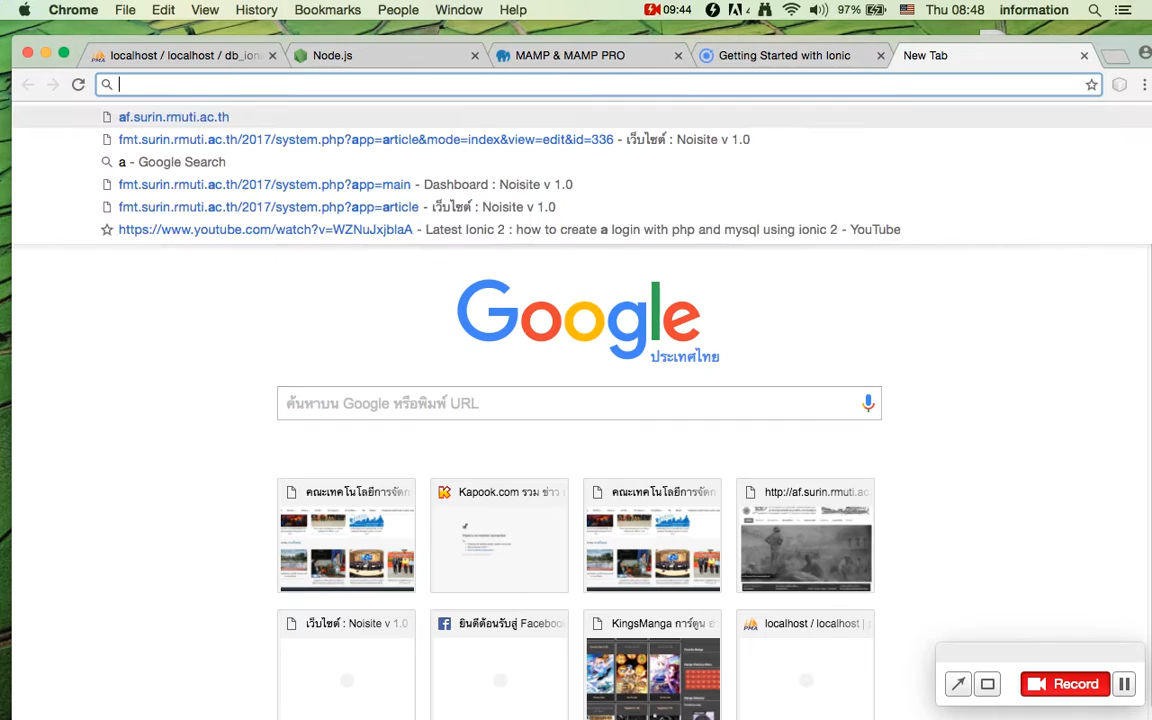 Chrome File Edit View History Bookmarks People Window Help 09:44 4 97% Thu 08:48 information
localhost / localhost / db_ion Node.js MAMP & MAMP PRO Getting Started with Ionic New Tab
af.surin.rmuti.ac.th
fmt.surin.rmuti.ac.th/2017/system.php?app=article&mode=index&view=edit&id=336 - เว็บไซต์ : Noisite v 1.0
a - Google Search
fmt.surin.rmuti.ac.th/2017/system.php?app=main - Dashboard : Noisite v 1.0
fmt.surin.rmuti.ac.th/2017/system.php?app=article - เว็บไซต์ : Noisite v 1.0
https://www.youtube.com/watch?v=WZNuJxjblaA - Latest Ionic 2 : how to create a login with php and mysql using ionic 2 - YouTube
Google
ประเทศไทย
ค้นหาบน Google หรือพิมพ์ URL
คณะเทคโนโลยีการจัดก Kapook.com รวม ข่าว คณะเทคโนโลยีการจัดก http://af.surin.rmuti.ac
เว็บไซต์ : Noisite v 1.0 ยินดีต้อนรับสู่ Faceboo KingsManga การ์ตูน localhost / localhost |
Record